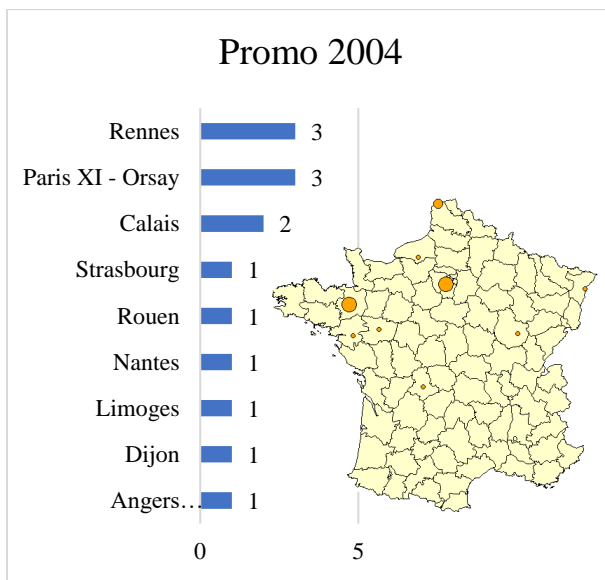 Promo 2004
Rennes 3
Paris XI - Orsay 3
Calais 2
Strasbourg 1
Rouen 1
Nantes 1
Limoges 1
Dijon 1
Angers… 1
0 5